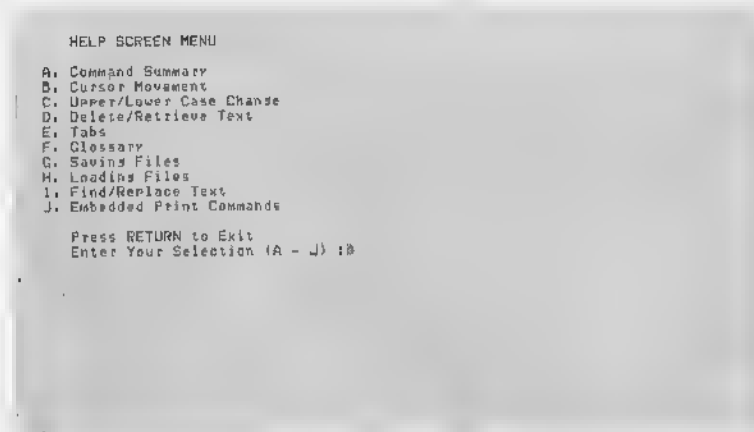 HELP SCREEN MENU
A. Command Summary
B. Cursor Movement
C. Upper/Lower Case Change
D. Delete/Retrieve Text
E. Tabs
F. Glossary
G. Saving Files
H. Loading Files
I. Find/Replace Text
J. Embedded Print Commands
Press RETURN to Exit
Enter Your Selection (A - J) :